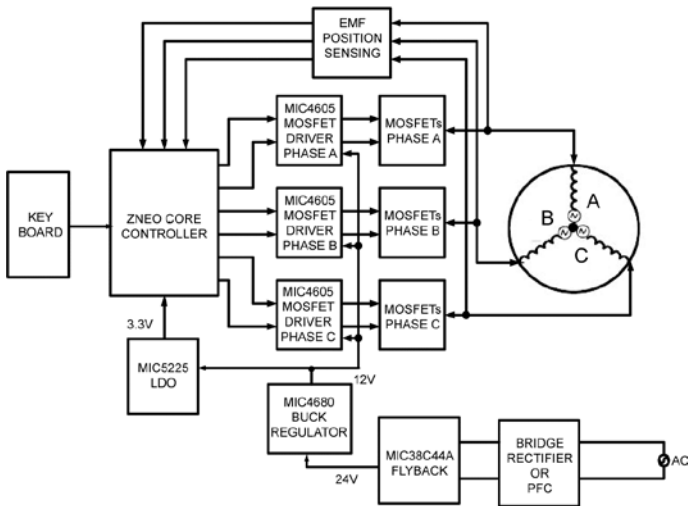 EMF
POSITION
SENSING
MIC4605
MOSFET
DRIVER
PHASE A
MOSFETs
PHASE A
KEY
BOARD
ZNEO CORE
CONTROLLER
MIC4605
MOSFET
DRIVER
PHASE B
MOSFETs
PHASE B
A
B
C
MIC4605
MOSFET
DRIVER
PHASE C
MOSFETs
PHASE C
3.3V
MIC5225
LDO
12V
MIC4680
BUCK
REGULATOR
24V
MIC38C44A
FLYBACK
BRIDGE
RECTIFIER
OR
PFC
AC